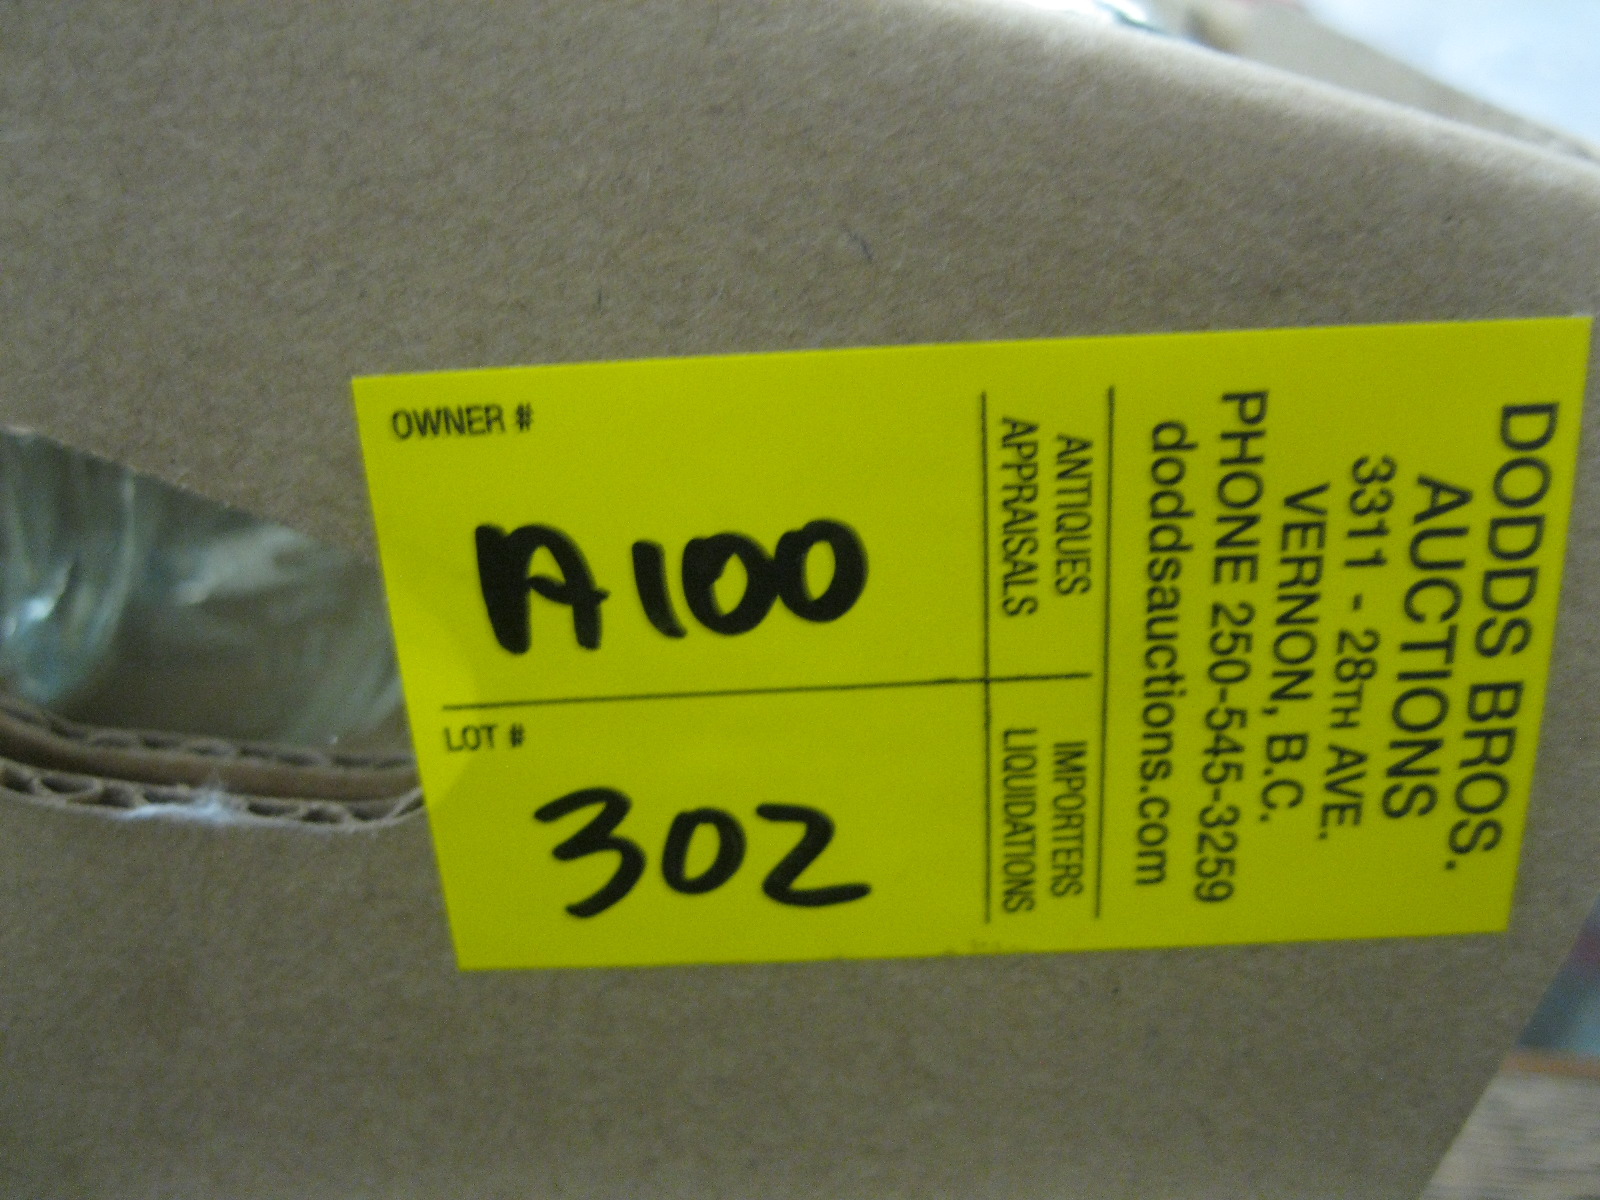 OWNER #
A100
LOT #
302
ANTIQUES
APPRAISALS
IMPORTERS
LIQUIDATIONS
DODDS BROS.
AUCTIONS
3311 - 28TH AVE.
VERNON, B.C.
PHONE 250-545-3259
doddsauctions.com